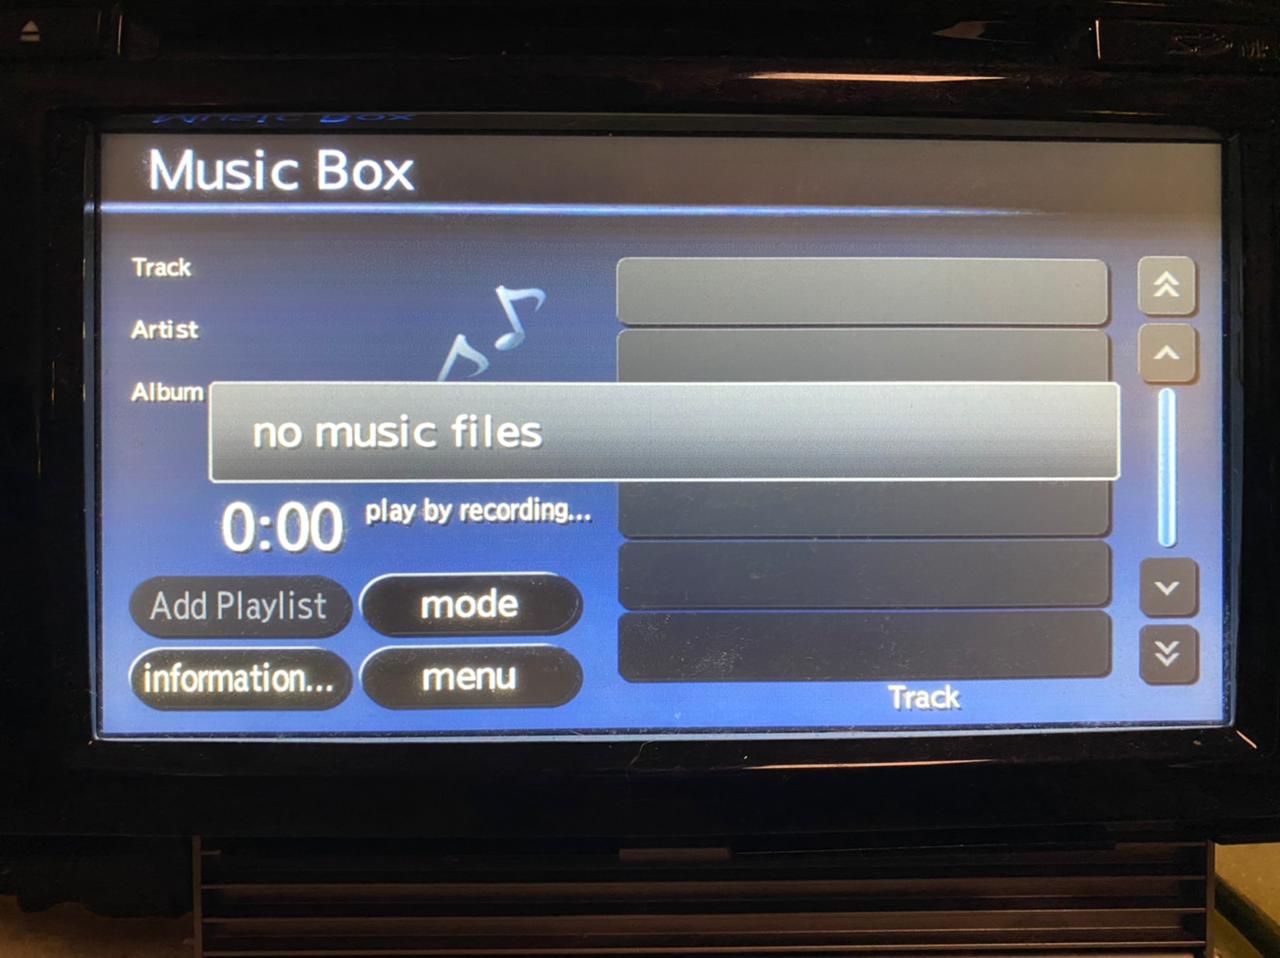 Music Box
Track
Artist
Album
no music files
0:00
play by recording...
Add Playlist
mode
information...
menu
Track